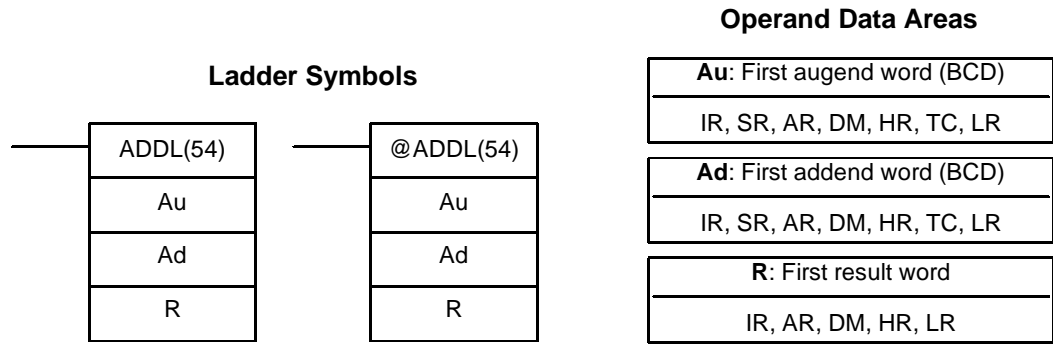 Ladder Symbols
ADDL(54)
Au
Ad
R
@ADDL(54)
Au
Ad
R
Operand Data Areas
Au: First augend word (BCD)
IR, SR, AR, DM, HR, TC, LR
Ad: First addend word (BCD)
IR, SR, AR, DM, HR, TC, LR
R: First result word
IR, AR, DM, HR, LR